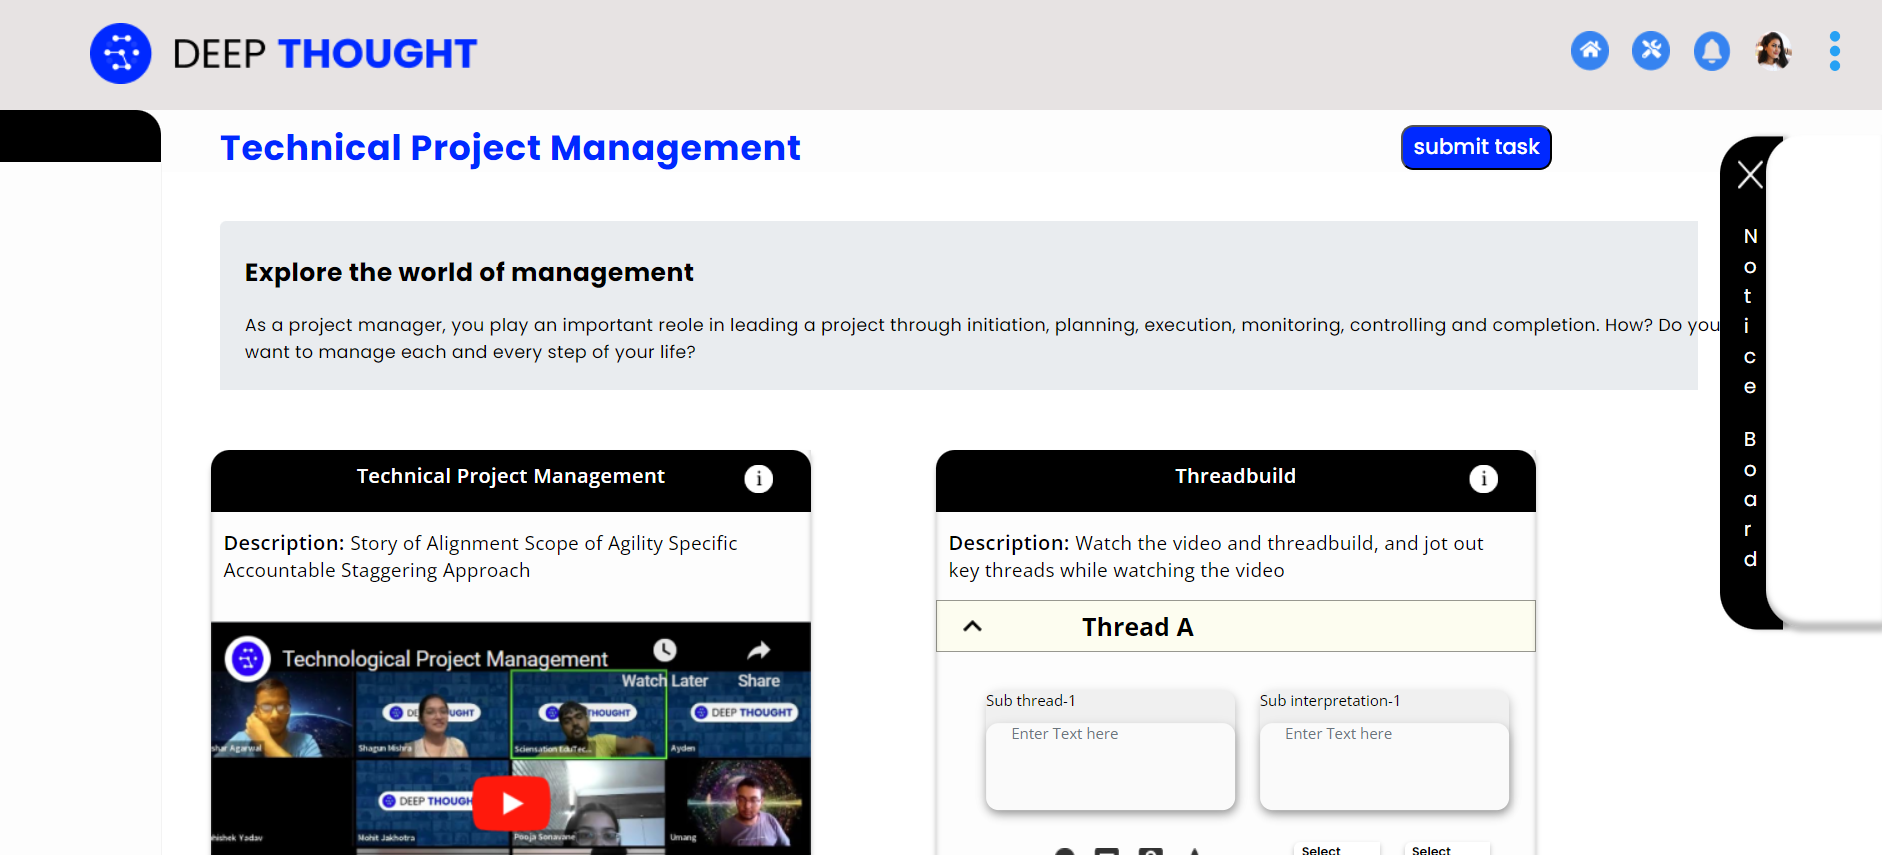 DEEP THOUGHT
Technical Project Management
submit task
Explore the world of management
As a project manager, you play an important reole in leading a project through initiation, planning, execution, monitoring, controlling and completion. How? Do you
want to manage each and every step of your life?
Notice Board
Technical Project Management
i
Description: Story of Alignment Scope of Agility Specific
Accountable Staggering Approach
Technological Project Management
Watch Later
Share
DEEP THOUGHT
Agarwal
Shagun Mishra
Sciensation EduTec...
Ayden
DEEP THOUGH
Yadav
Mohit Jakhotra
Pooja Sonavane
Umang
Threadbuild
i
Description: Watch the video and threadbuild, and jot out
key threads while watching the video
Thread A
Sub thread-1
Sub interpretation-1
Enter Text here
Enter Text here
Select
Select